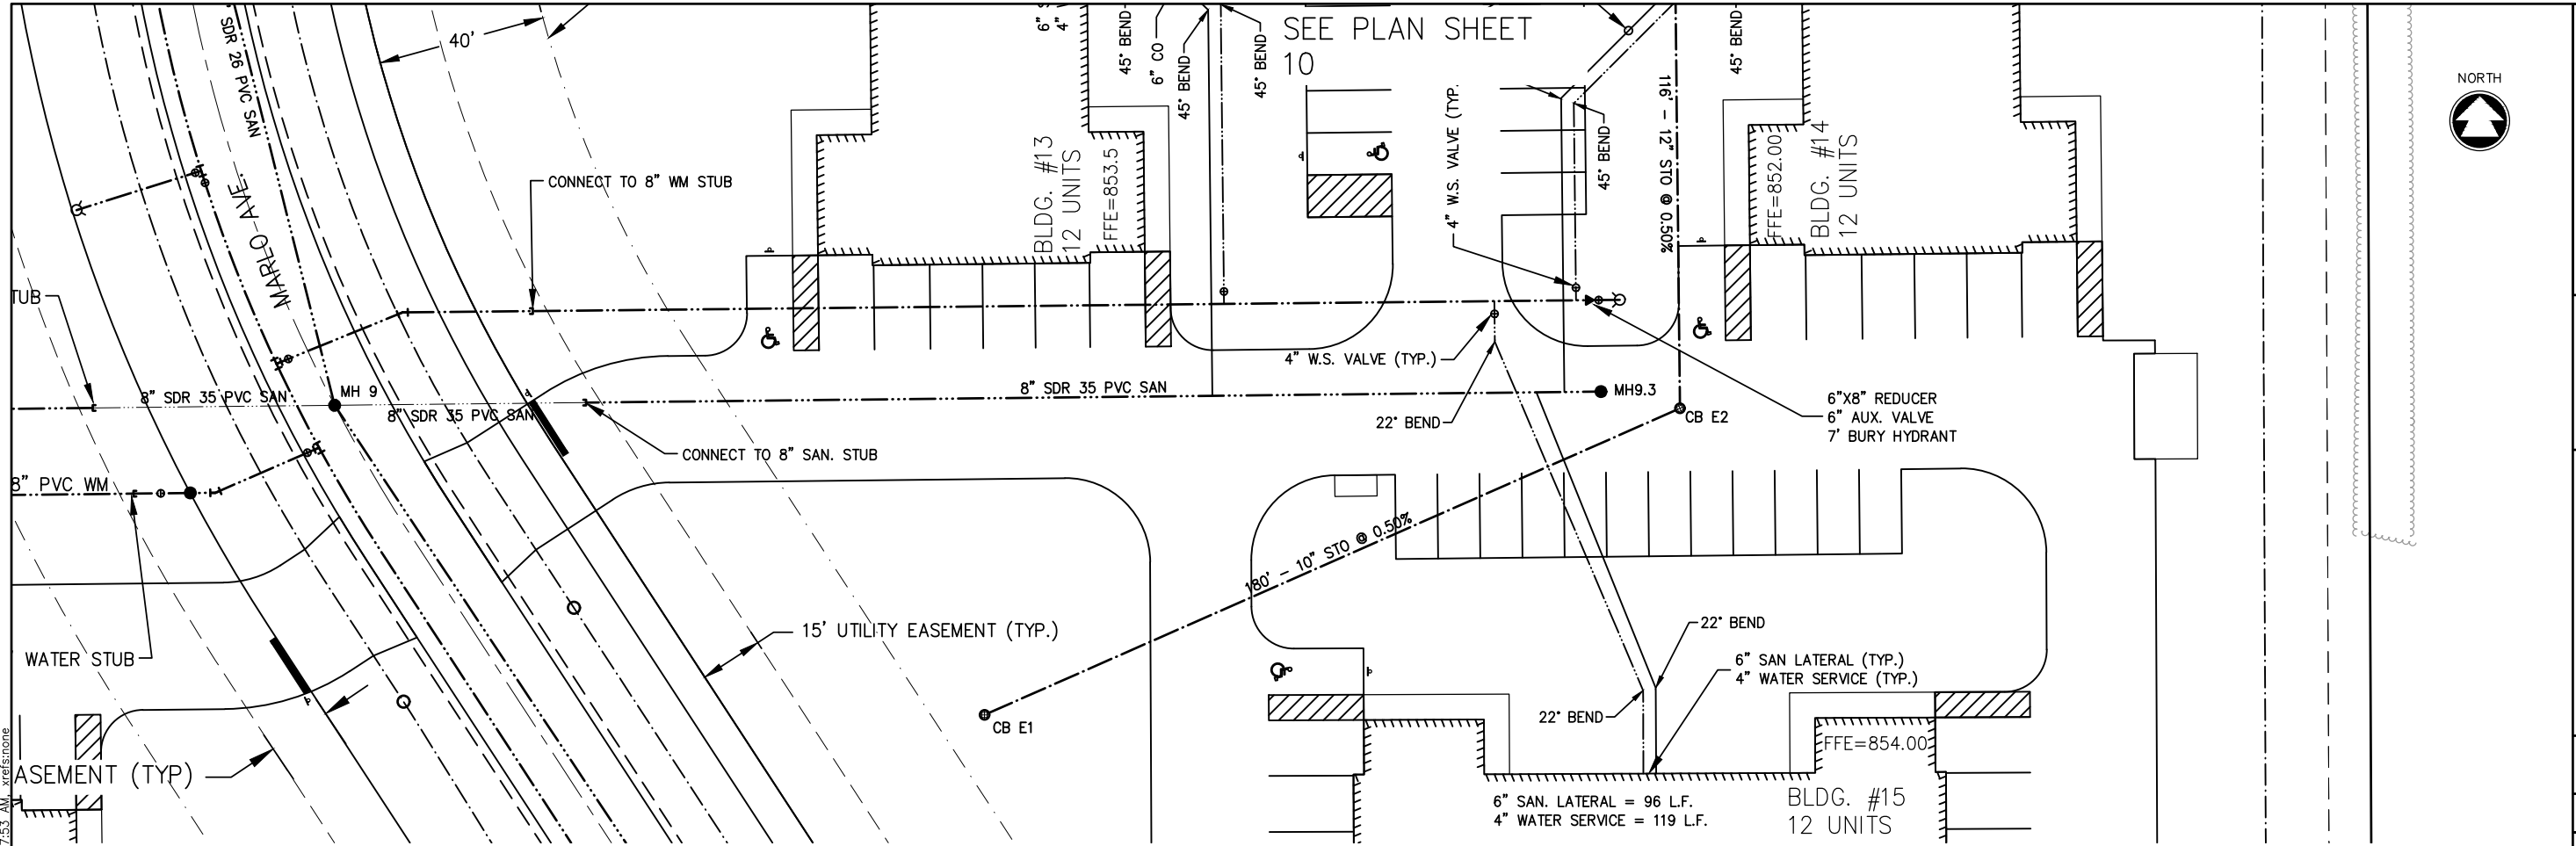 40'
SDR 26 PVC SAN
MARLO AVE.
6" S
4"
45° BEND
6" CO
45° BEND
45° BEND
SEE PLAN SHEET
10
4" W.S. VALVE (TYP.
45° BEND
116' - 12" STO @ 0.50%
45° BEND
NORTH
CONNECT TO 8" WM STUB
BLDG. #13
12 UNITS
FFE=853.5
FFE=852.00
BLDG. #14
12 UNITS
TUB
8" SDR 35 PVC SAN
MH 9
8" SDR 35 PVC SAN
8" SDR 35 PVC SAN
4" W.S. VALVE (TYP.)
22° BEND
MH9.3
CB E2
6"X8" REDUCER
6" AUX. VALVE
7' BURY HYDRANT
CONNECT TO 8" SAN. STUB
8" PVC WM
180' - 10" STO @ 0.50%
15' UTILITY EASEMENT (TYP.)
WATER STUB
22° BEND
6" SAN LATERAL (TYP.)
4" WATER SERVICE (TYP.)
22° BEND
CB E1
FFE=854.00
ASEMENT (TYP)
6" SAN. LATERAL = 96 L.F.
4" WATER SERVICE = 119 L.F.
BLDG. #15
12 UNITS
7:53 AM, xrefs:none